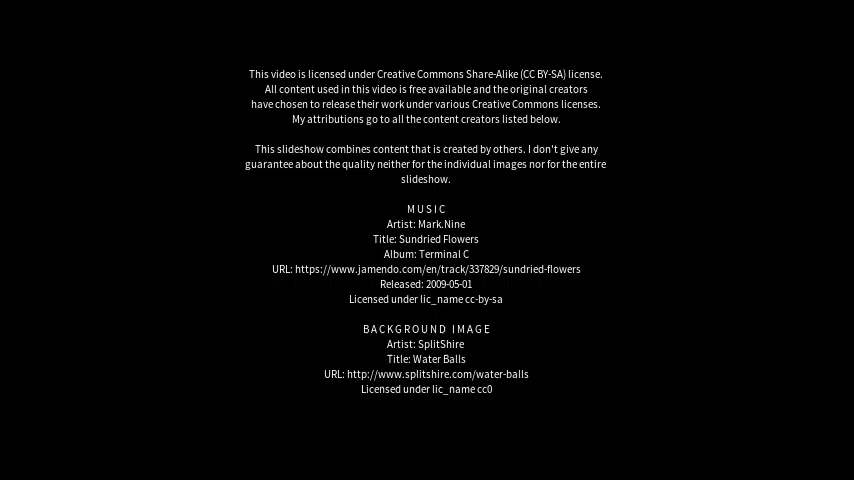 This video is licensed under Creative Commons Share-Alike (CC BY-SA) license.
All content used in this video is free available and the original creators
have chosen to release their work under various Creative Commons licenses.
My attributions go to all the content creators listed below.
This slideshow combines content that is created by others. I don't give any
guarantee about the quality neither for the individual images nor for the entire
slideshow.
MUSIC
Artist: Mark.Nine
Title: Sundried Flowers
Album: Terminal C
URL: https://www.jamendo.com/en/track/337829/sundried-flowers
Released: 2009-05-01
Licensed under lic_name cc-by-sa
BACKGROUND IMAGE
Artist: SplitShire
Title: Water Balls
URL: http://www.splitshire.com/water-balls
Licensed under lic_name cc0